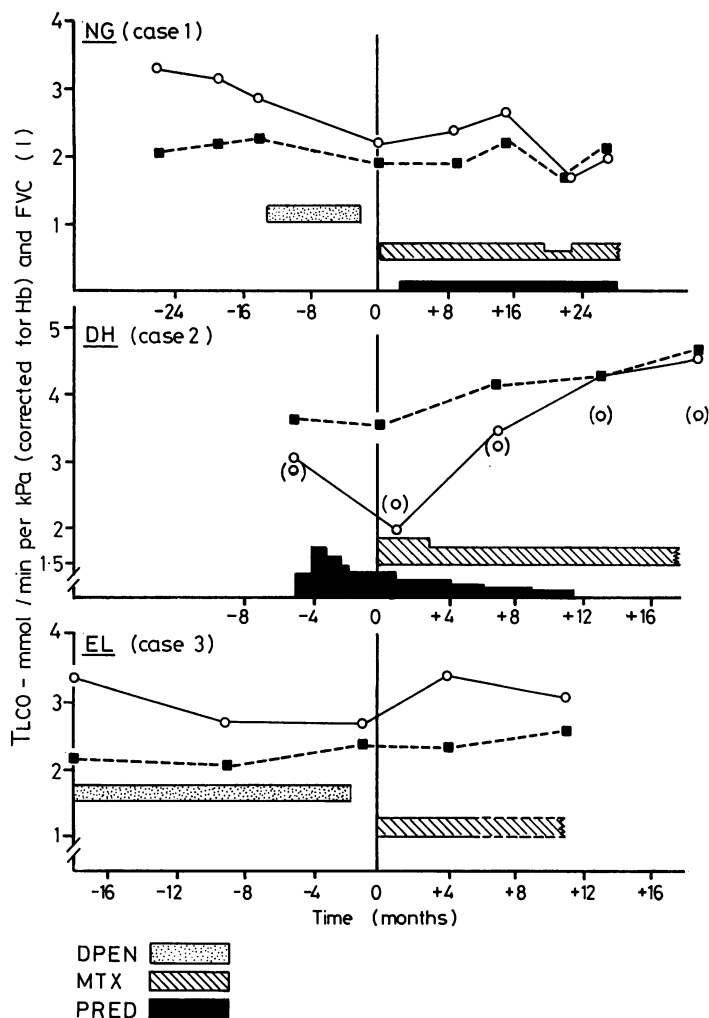 TLCO - mmol / min per kPa (corrected for Hb) and FVC (l)
NG (case 1)
4
3
2
1
-24 -16 -8 0 +8 +16 +24
DH (case 2)
5
4
3
2
1·5
(o) (o) (o) (o) (o)
-8 -4 0 +4 +8 +12 +16
EL (case 3)
4
3
2
1
-16 -12 -8 -4 0 +4 +8 +12 +16
Time (months)
DPEN
MTX
PRED